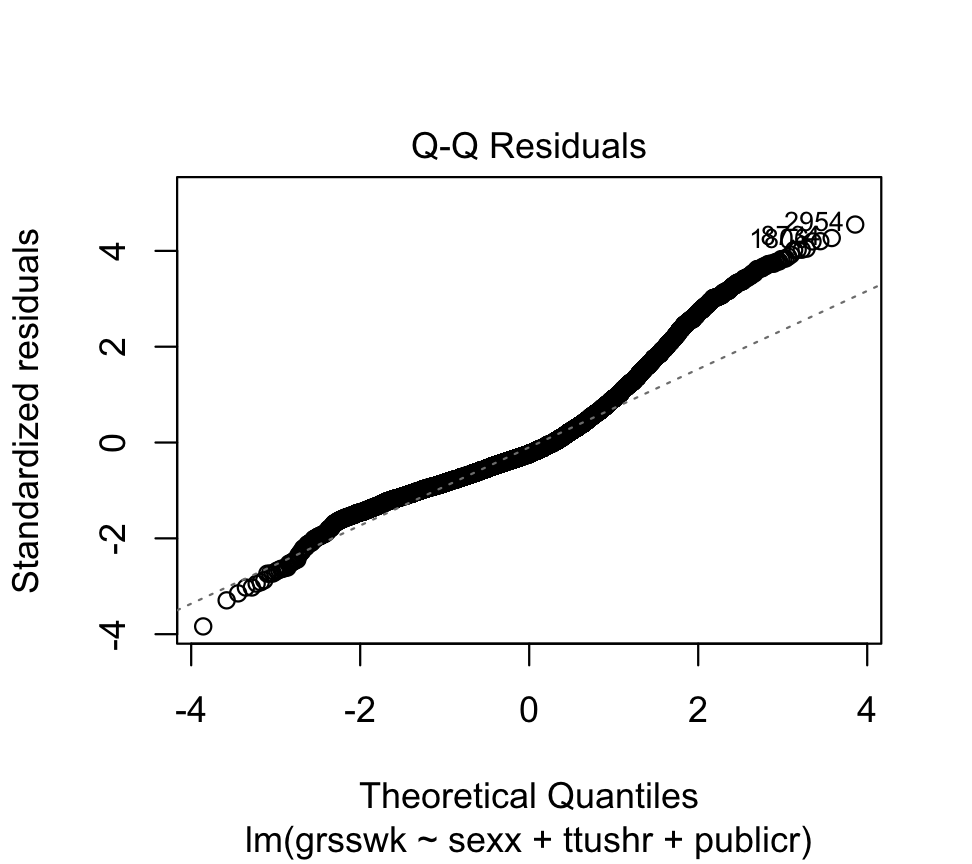 Q-Q Residuals
Standardized residuals
4
2
0
-2
-4
2954
-4 -2 0 2 4
Theoretical Quantiles
lm(grsswk ~ sexx + ttushr + publicr)